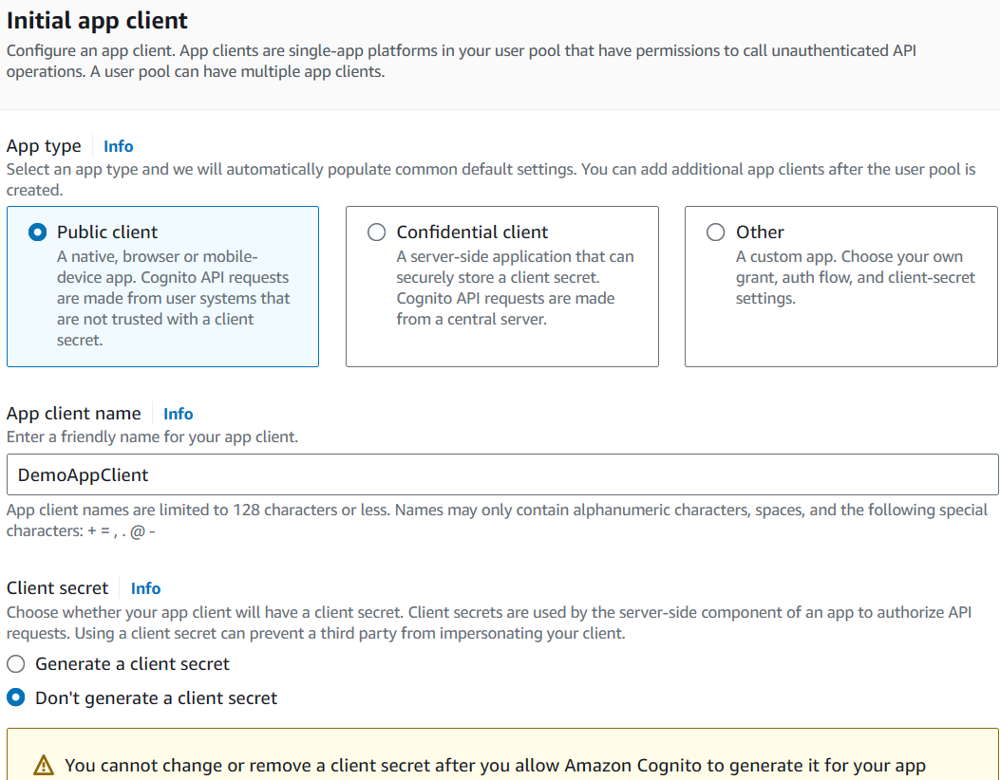 Initial app client
Configure an app client. App clients are single-app platforms in your user pool that have permissions to call unauthenticated API
operations. A user pool can have multiple app clients.
App type Info
Select an app type and we will automatically populate common default settings. You can add additional app clients after the user pool is
created.
Public client
A native, browser or mobile-
device app. Cognito API requests
are made from user systems that
are not trusted with a client
secret.
Confidential client
A server-side application that can
securely store a client secret.
Cognito API requests are made
from a central server.
Other
A custom app. Choose your own
grant, auth flow, and client-secret
settings.
App client name Info
Enter a friendly name for your app client.
DemoAppClient
App client names are limited to 128 characters or less. Names may only contain alphanumeric characters, spaces, and the following special
characters: + = , . @ -
Client secret Info
Choose whether your app client will have a client secret. Client secrets are used by the server-side component of an app to authorize API
requests. Using a client secret can prevent a third party from impersonating your client.
Generate a client secret
Don't generate a client secret
You cannot change or remove a client secret after you allow Amazon Cognito to generate it for your app